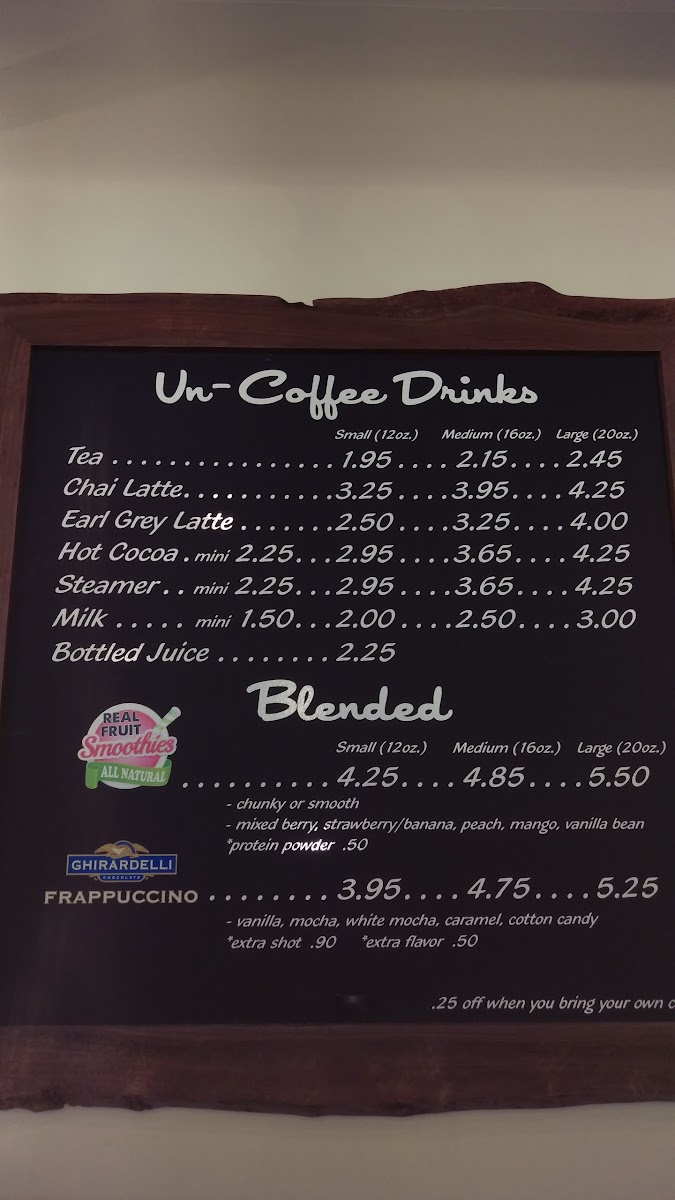 Un-Coffee Drinks
Small (12oz.) Medium (16oz.) Large (20oz.)
Tea ................. 1.95 .... 2.15 .... 2.45
Chai Latte............3.25 ....3.95 .... 4.25
Earl Grey Latte .......2.50 ....3.25 .... 4.00
Hot Cocoa . mini 2.25...2.95 ....3.65 .... 4.25
Steamer .. mini 2.25...2.95 ....3.65 .... 4.25
Milk ..... mini 1.50...2.00 ....2.50 .... 3.00
Bottled Juice ........ 2.25
Blended
REAL
FRUIT
Smoothies
ALL NATURAL
Small (12oz.) Medium (16oz.) Large (20oz.)
.......... 4.25 .... 4.85 .... 5.50
- chunky or smooth
- mixed berry, strawberry/banana, peach, mango, vanilla bean
*protein powder .50
GHIRARDELLI
CHOCOLATE
FRAPPUCCINO ........ 3.95 .... 4.75 .... 5.25
- vanilla, mocha, white mocha, caramel, cotton candy
*extra shot .90 *extra flavor .50
.25 off when you bring your own c